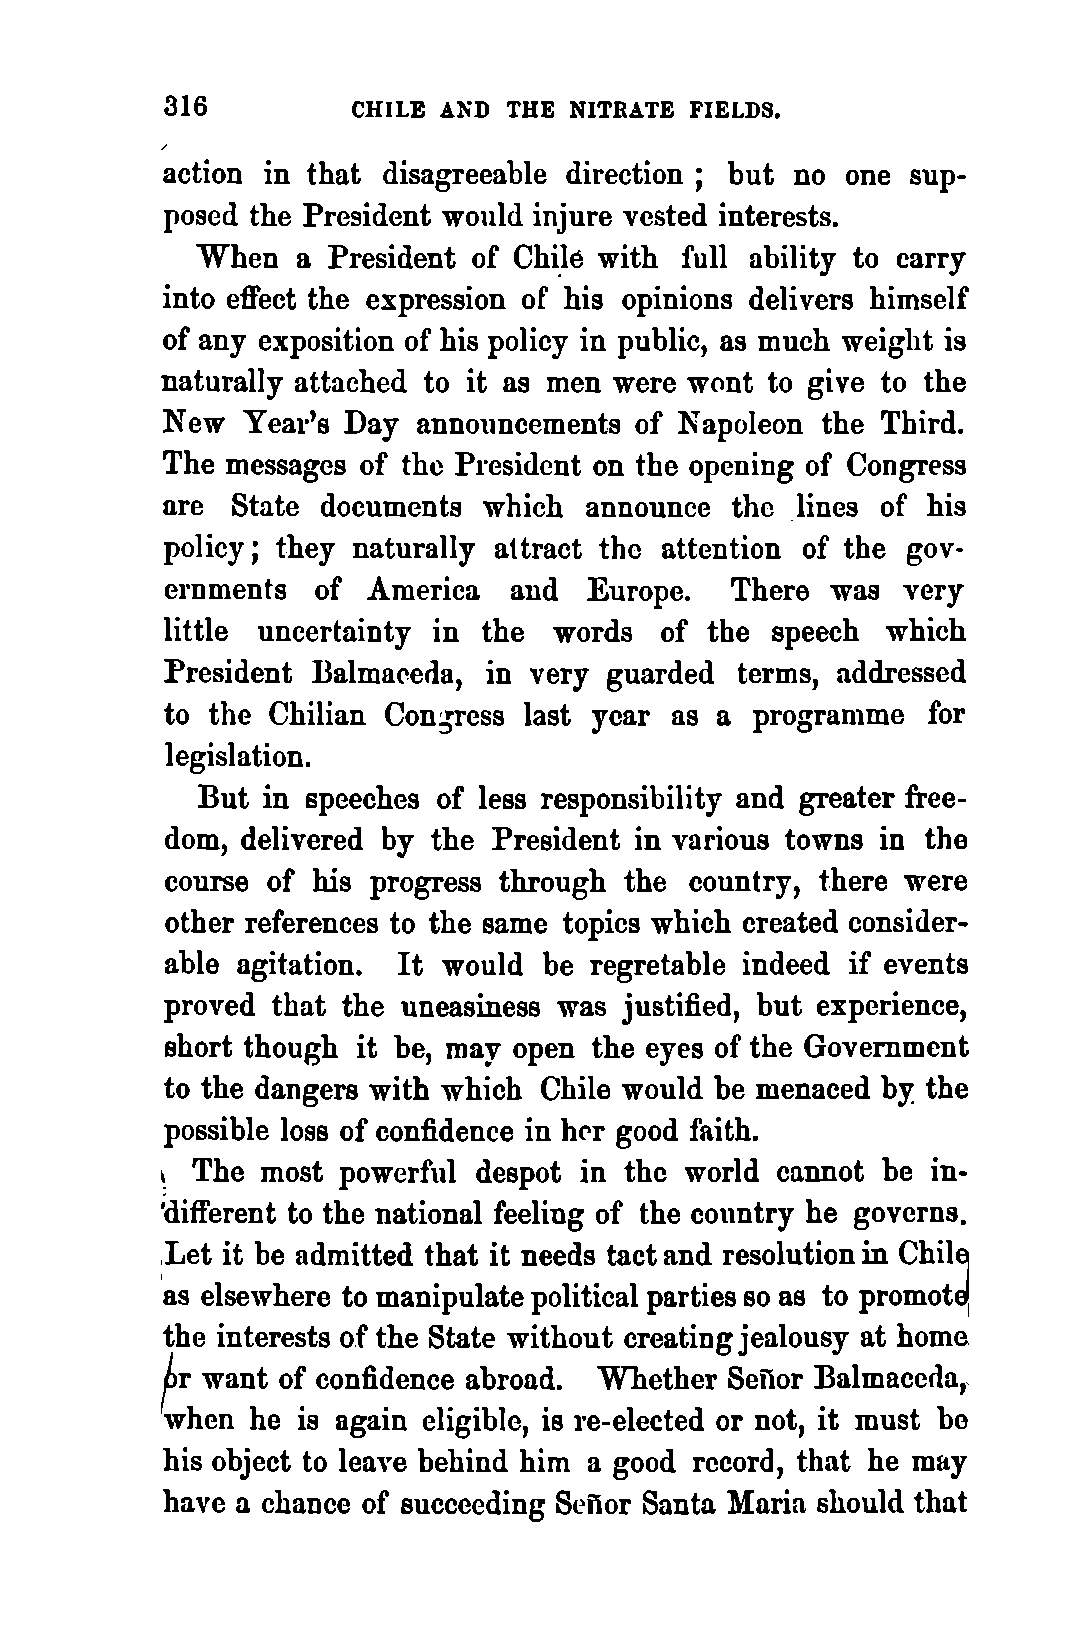 316 CHILE AND THE NITRATE FIELDS.
action in that disagreeable direction ; but no one sup-
posed the President would injure vested interests.
When a President of Chilé with full ability to carry
into effect the expression of his opinions delivers himself
of any exposition of his policy in public, as much weight is
naturally attached to it as men were wont to give to the
New Year's Day announcements of Napoleon the Third.
The messages of the President on the opening of Congress
are State documents which announce the lines of his
policy; they naturally attract the attention of the gov-
ernments of America and Europe. There was very
little uncertainty in the words of the speech which
President Balmaceda, in very guarded terms, addressed
to the Chilian Congress last year as a programme for
legislation.
But in speeches of less responsibility and greater free-
dom, delivered by the President in various towns in the
course of his progress through the country, there were
other references to the same topics which created consider-
able agitation. It would be regretable indeed if events
proved that the uneasiness was justified, but experience,
short though it be, may open the eyes of the Government
to the dangers with which Chile would be menaced by the
possible loss of confidence in her good faith.
The most powerful despot in the world cannot be in-
different to the national feeling of the country he governs.
Let it be admitted that it needs tact and resolution in Chile
as elsewhere to manipulate political parties so as to promote
the interests of the State without creating jealousy at home
or want of confidence abroad. Whether Señor Balmaceda,
when he is again eligible, is re-elected or not, it must be
his object to leave behind him a good record, that he may
have a chance of succeeding Señor Santa Maria should that